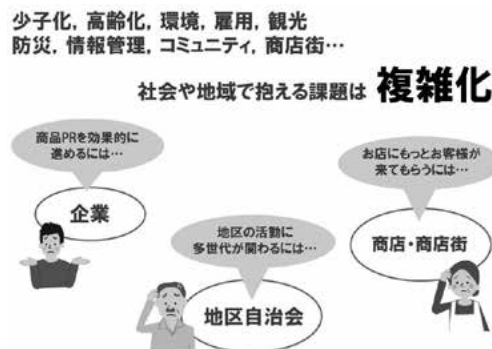 少子化, 高齢化, 環境, 雇用, 観光
防災, 情報管理, コミュニティ, 商店街…
社会や地域で抱える課題は 複雑化
商品PRを効果的に
進めるには…
企業
地区の活動に
多世代が関わるには…
地区自治会
お店にもっとお客様が
来てもらうには…
商店・商店街